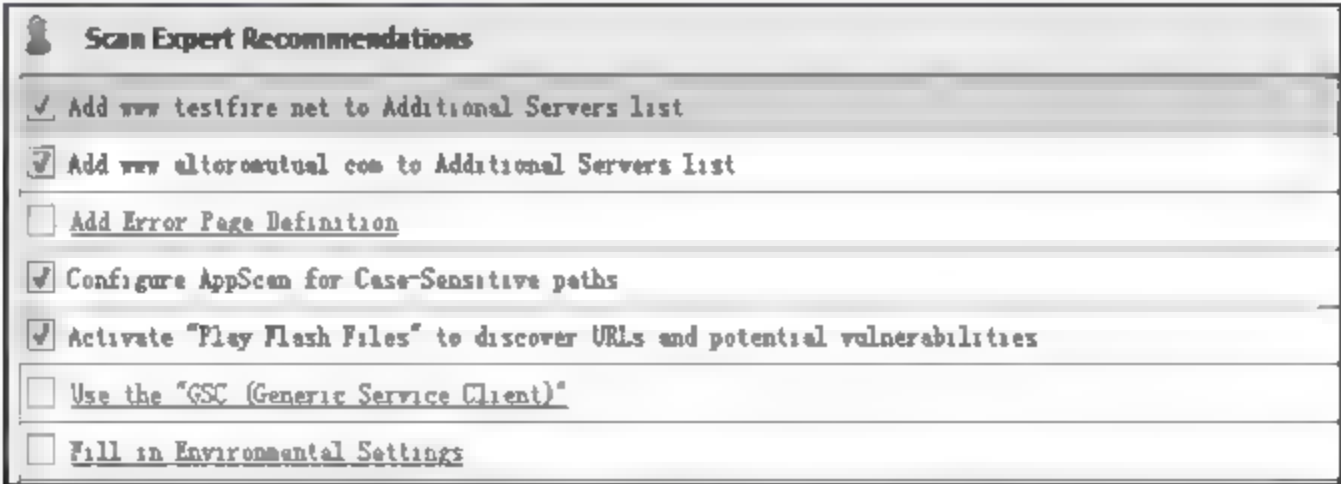 Scan Expert Recommendations
Add www testfire net to Additional Servers list
Add www altoromutual com to Additional Servers list
Add Error Page Definition
Configure AppScan for Case-Sensitive paths
Activate "Play Flash Files" to discover URLs and potential vulnerabilities
Use the "GSC (Generic Service Client)"
Fill in Environmental Settings